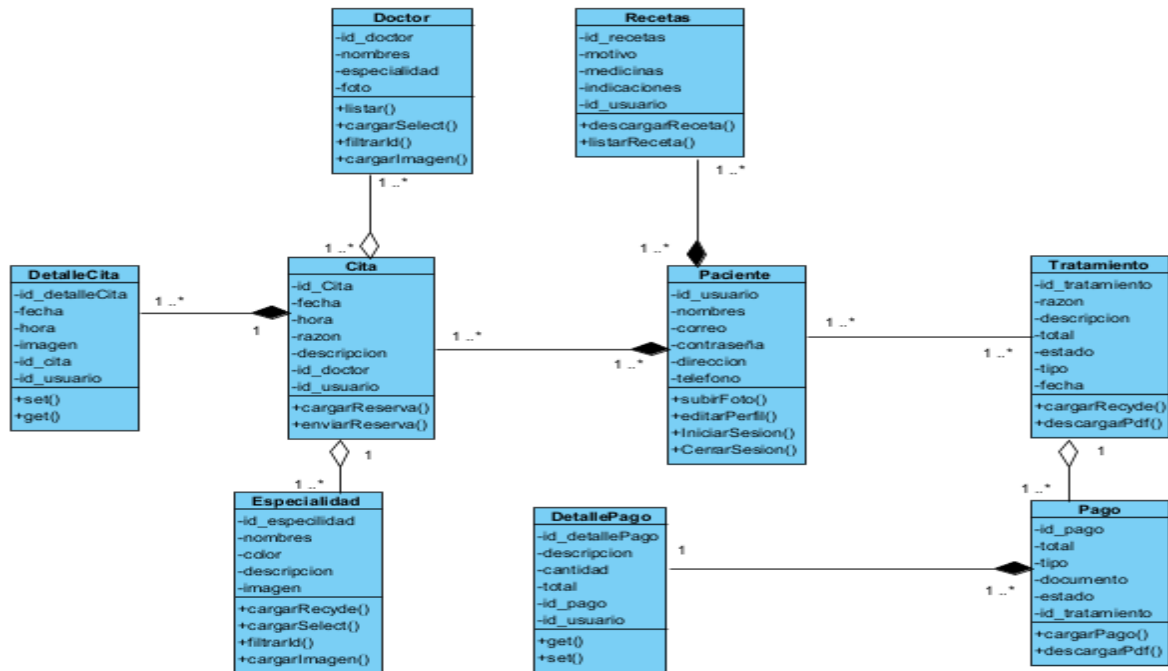 Doctor
-id_doctor
-nombres
-especialidad
-foto
+listar()
+cargarSelect()
+filtrarId()
+cargarImagen()
1 ..*
1 ..*
Recetas
-id_recetas
-motivo
-medicinas
-indicaciones
-id_usuario
+descargarReceta()
+listarReceta()
1 ..*
1 ..*
DetalleCita
-id_detalleCita
-fecha
-hora
-imagen
-id_cita
-id_usuario
+set()
+get()
1 ..*
1
Cita
-id_Cita
-fecha
-hora
-razon
-descripcion
-id_doctor
-id_usuario
+cargarReserva()
+enviarReserva()
1 ..*
1 ..*
Paciente
-id_usuario
-nombres
-correo
-contraseña
-direccion
-telefono
+subirFoto()
+editarPerfil()
+IniciarSesion()
+CerrarSesion()
1 ..*
1 ..*
Tratamiento
-id_tratamiento
-razon
-descripcion
-total
-estado
-tipo
-fecha
+cargarRecyde()
+descargarPdf()
1
1 ..*
Especialidad
-id_especilidad
-nombres
-color
-descripcion
-imagen
+cargarRecyde()
+cargarSelect()
+filtrarId()
+cargarImagen()
DetallePago
-id_detallePago
-descripcion
-cantidad
-total
-id_pago
-id_usuario
+get()
+set()
1
1 ..*
1
1 ..*
Pago
-id_pago
-total
-tipo
-documento
-estado
-id_tratamiento
+cargarPago()
+descargarPdf()